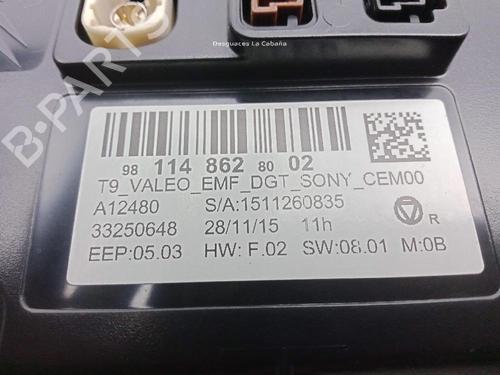 Desguaces La Cabaña
98 114 862 80 02
T9_VALEO_EMF_DGT_SONY_CEM00
A12480 S/A:1511260835
33250648 28/11/15 11h R
EEP:05.03 HW: F.02 SW:08.01 M:0B
B-PARTS